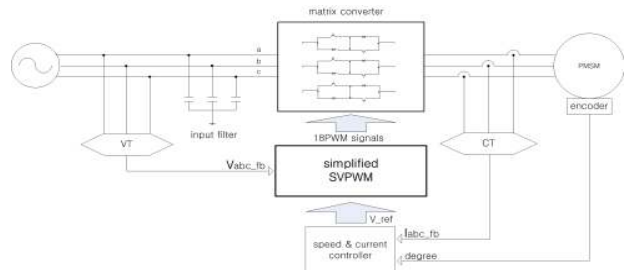 matrix converter
a
b
c
PMSM
encoder
input filter
18PWM signals
VT
CT
Vabc_fb
simplified
SVPWM
V_ref
Iabc_fb
speed & current
controller
degree